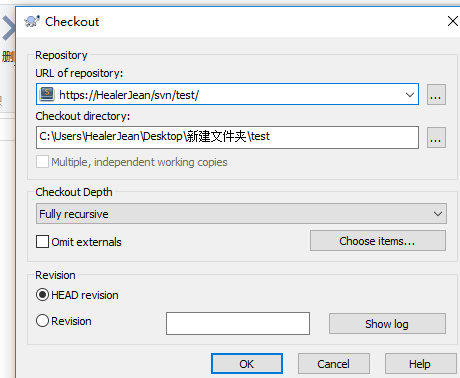 Checkout
删
Repository
URL of repository:
https://HealerJean/svn/test/
...
Checkout directory:
C:\Users\HealerJean\Desktop\新建文件夹\test
...
Multiple, independent working copies
Checkout Depth
Fully recursive
Omit externals
Choose items...
Revision
HEAD revision
Revision
Show log
OK
Cancel
Help